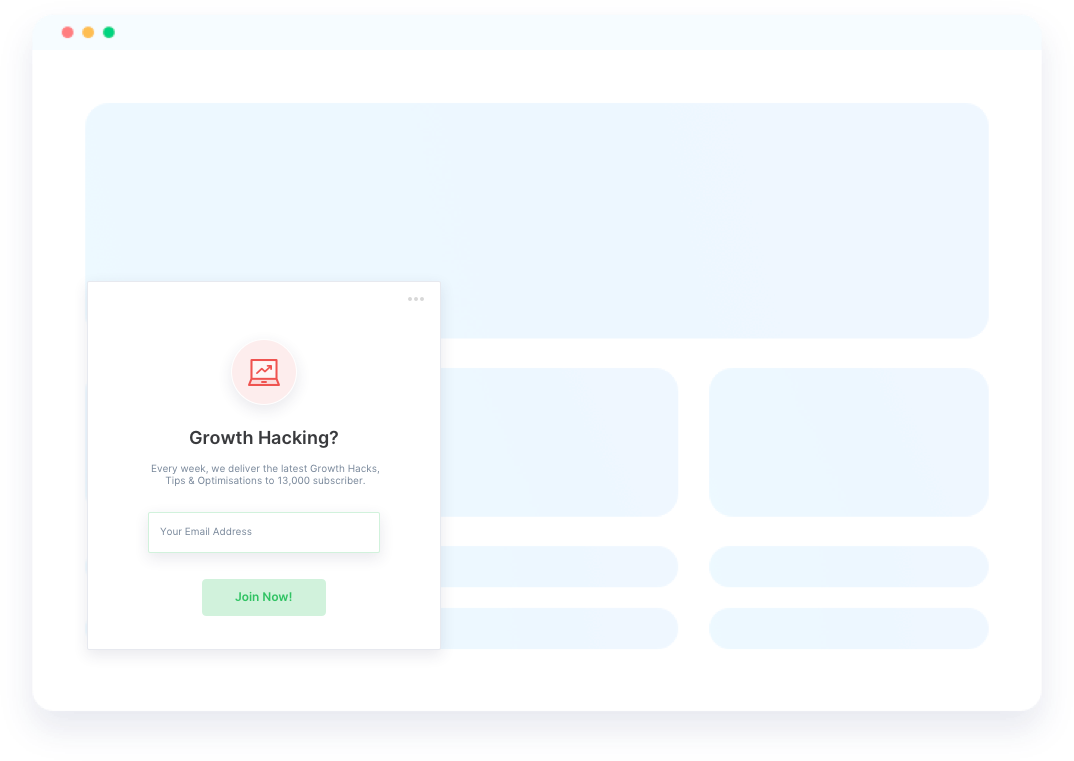 Growth Hacking?
Every week, we deliver the latest Growth Hacks,
Tips & Optimisations to 13,000 subscriber.
Your Email Address
Join Now!